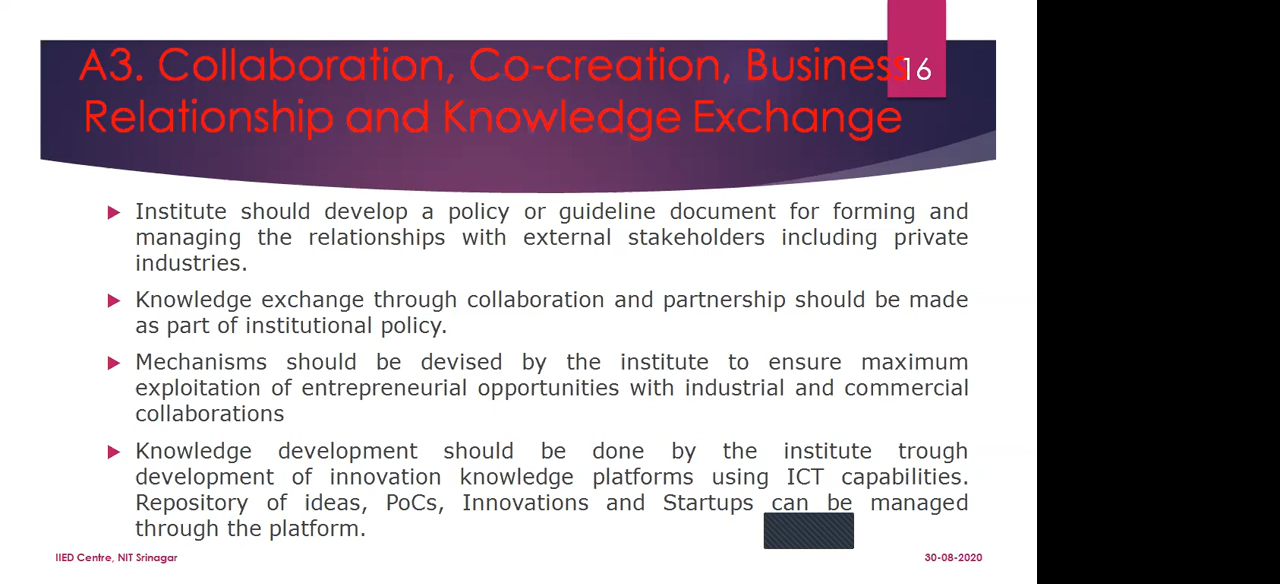 A3. Collaboration, Co-creation, Business
16
Relationship and Knowledge Exchange
Institute should develop a policy or guideline document for forming and
managing the relationships with external stakeholders including private
industries.
Knowledge exchange through collaboration and partnership should be made
as part of institutional policy.
Mechanisms should be devised by the institute to ensure maximum
exploitation of entrepreneurial opportunities with industrial and commercial
collaborations
Knowledge development should be done by the institute trough
development of innovation knowledge platforms using ICT capabilities.
Repository of ideas, PoCs, Innovations and Startups can be managed
through the platform.
IIED Centre, NIT Srinagar
30-08-2020